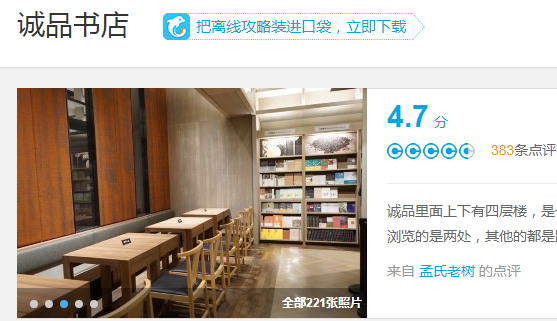 诚品书店
把离线攻略装进口袋，立即下载
4.7 分
383条点评
诚品里面上下有四层楼，是
浏览的是两处，其他的都是
来自 孟氏老树 的点评
全部221张照片